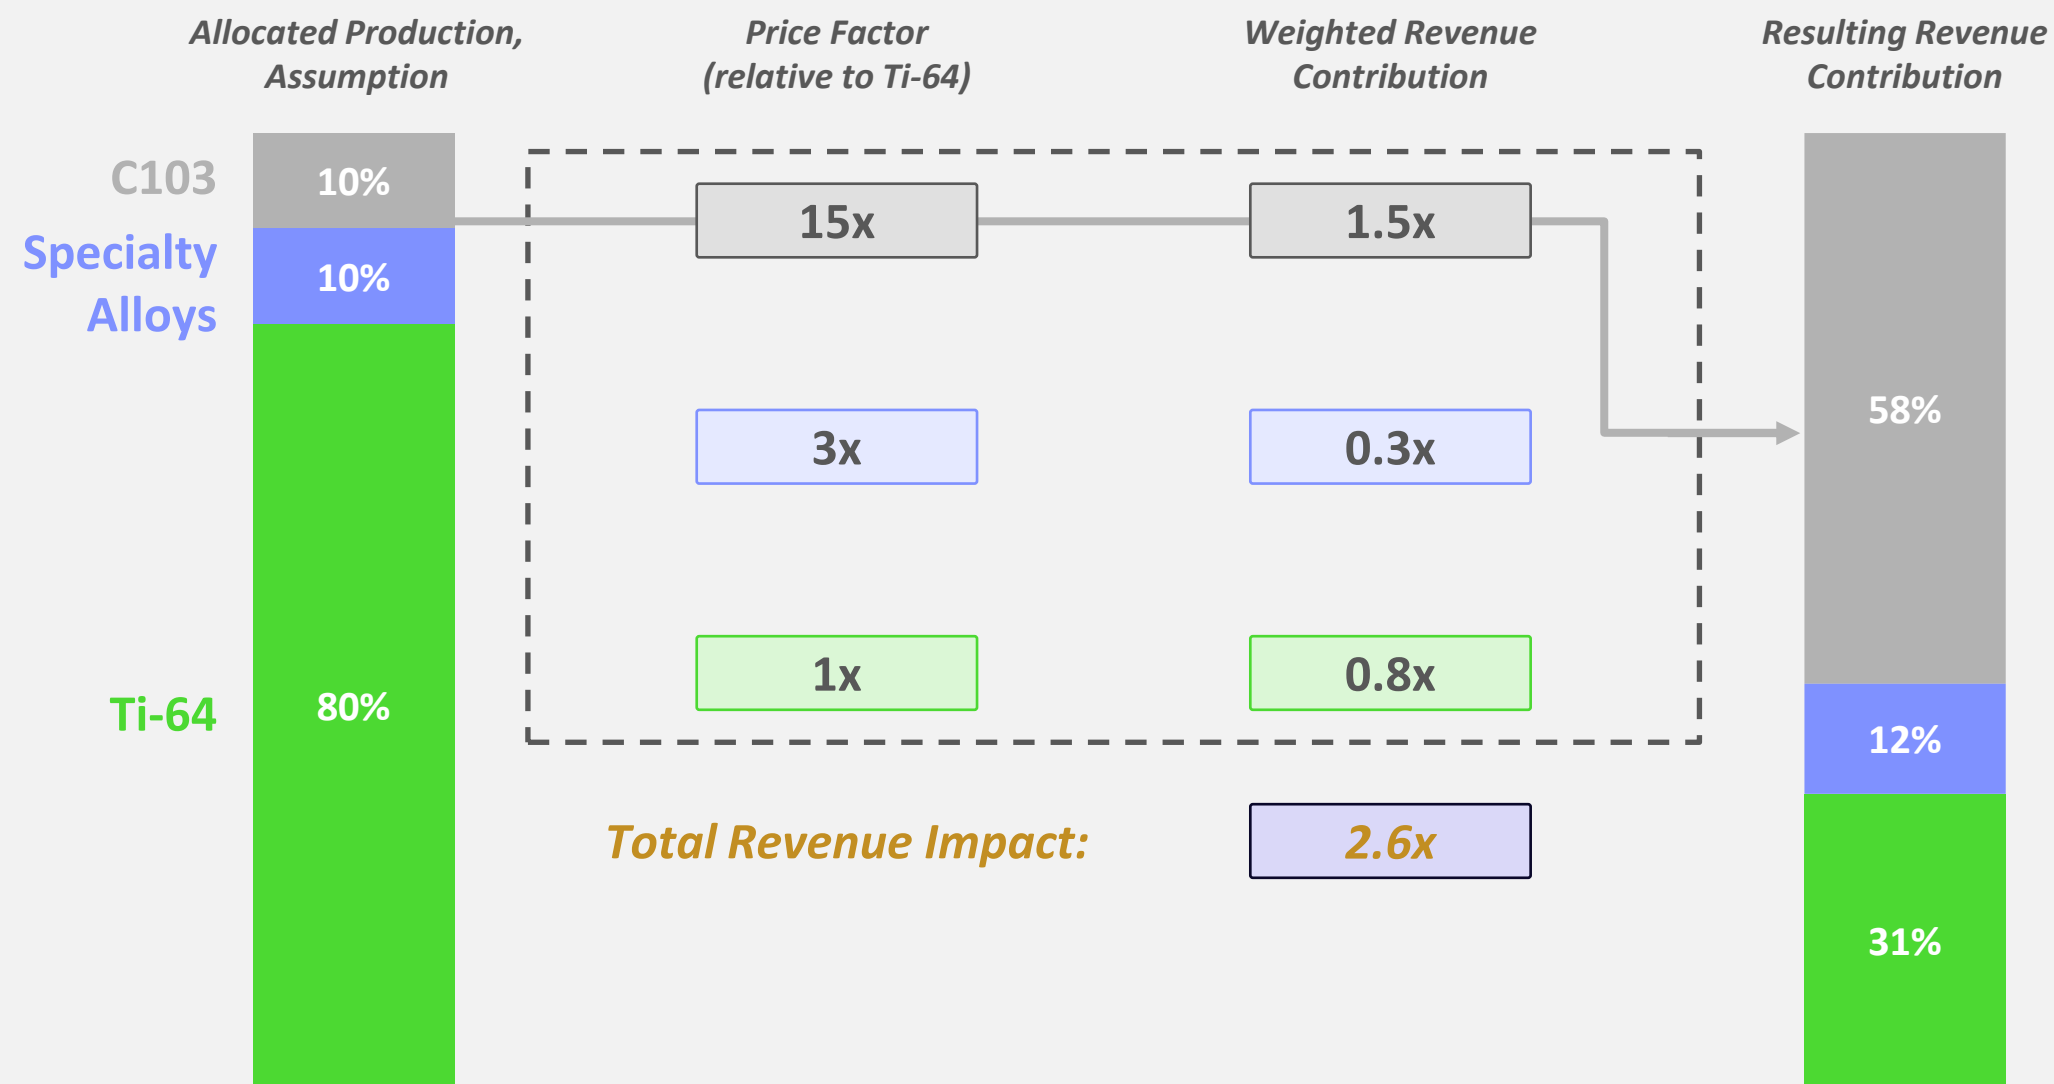 Allocated Production,
Assumption
Price Factor
(relative to Ti-64)
Weighted Revenue
Contribution
Resulting Revenue
Contribution
C103
10%
15x
1.5x
58%
Specialty
Alloys
10%
3x
0.3x
12%
Ti-64
80%
1x
0.8x
31%
Total Revenue Impact:
2.6x